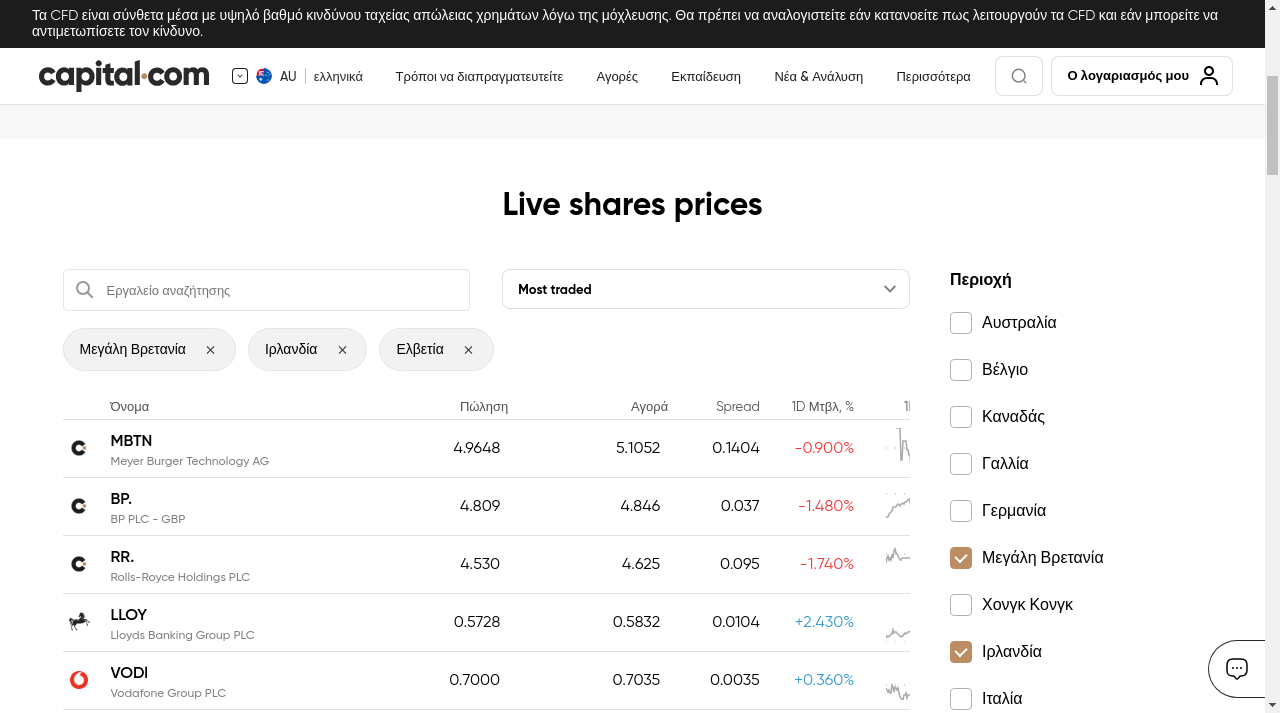 Τα CFD είναι σύνθετα μέσα με υψηλό βαθμό κινδύνου ταχείας απώλειας χρημάτων λόγω της μόχλευσης. Θα πρέπει να αναλογιστείτε εάν κατανοείτε πως λειτουργούν τα CFD και εάν μπορείτε να
αντιμετωπίσετε τον κίνδυνο.
capital.com
AU ελληνικά Τρόποι να διαπραγματευτείτε Αγορές Εκπαίδευση Νέα & Ανάλυση Περισσότερα Ο λογαριασμός μου
Live shares prices
Εργαλείο αναζήτησης
Most traded
Μεγάλη Βρετανία Ιρλανδία Ελβετία
Όνομα Πώληση Αγορά Spread 1D Μτβλ, %
MBTN 4.9648 5.1052 0.1404 -0.900%
Meyer Burger Technology AG
BP. 4.809 4.846 0.037 -1.480%
BP PLC - GBP
RR. 4.530 4.625 0.095 -1.740%
Rolls-Royce Holdings PLC
LLOY 0.5728 0.5832 0.0104 +2.430%
Lloyds Banking Group PLC
VODl 0.7000 0.7035 0.0035 +0.360%
Vodafone Group PLC
Περιοχή
Αυστραλία
Βέλγιο
Καναδάς
Γαλλία
Γερμανία
Μεγάλη Βρετανία
Χονγκ Κονγκ
Ιρλανδία
Ιταλία